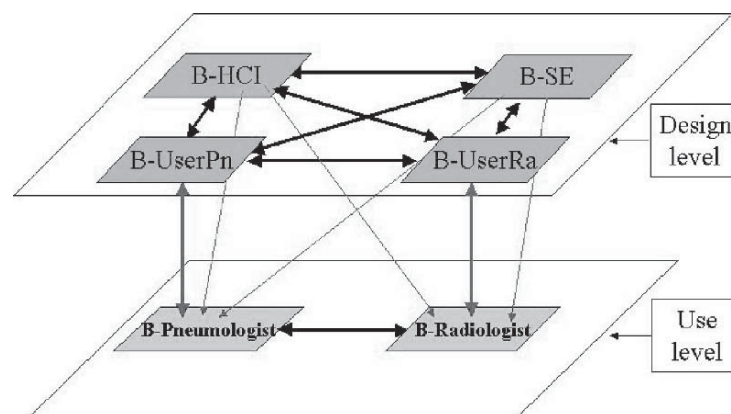 B-HCI
B-SE
Design
level
B-UserPn
B-UserRa
B-Pneumologist
B-Radiologist
Use
level